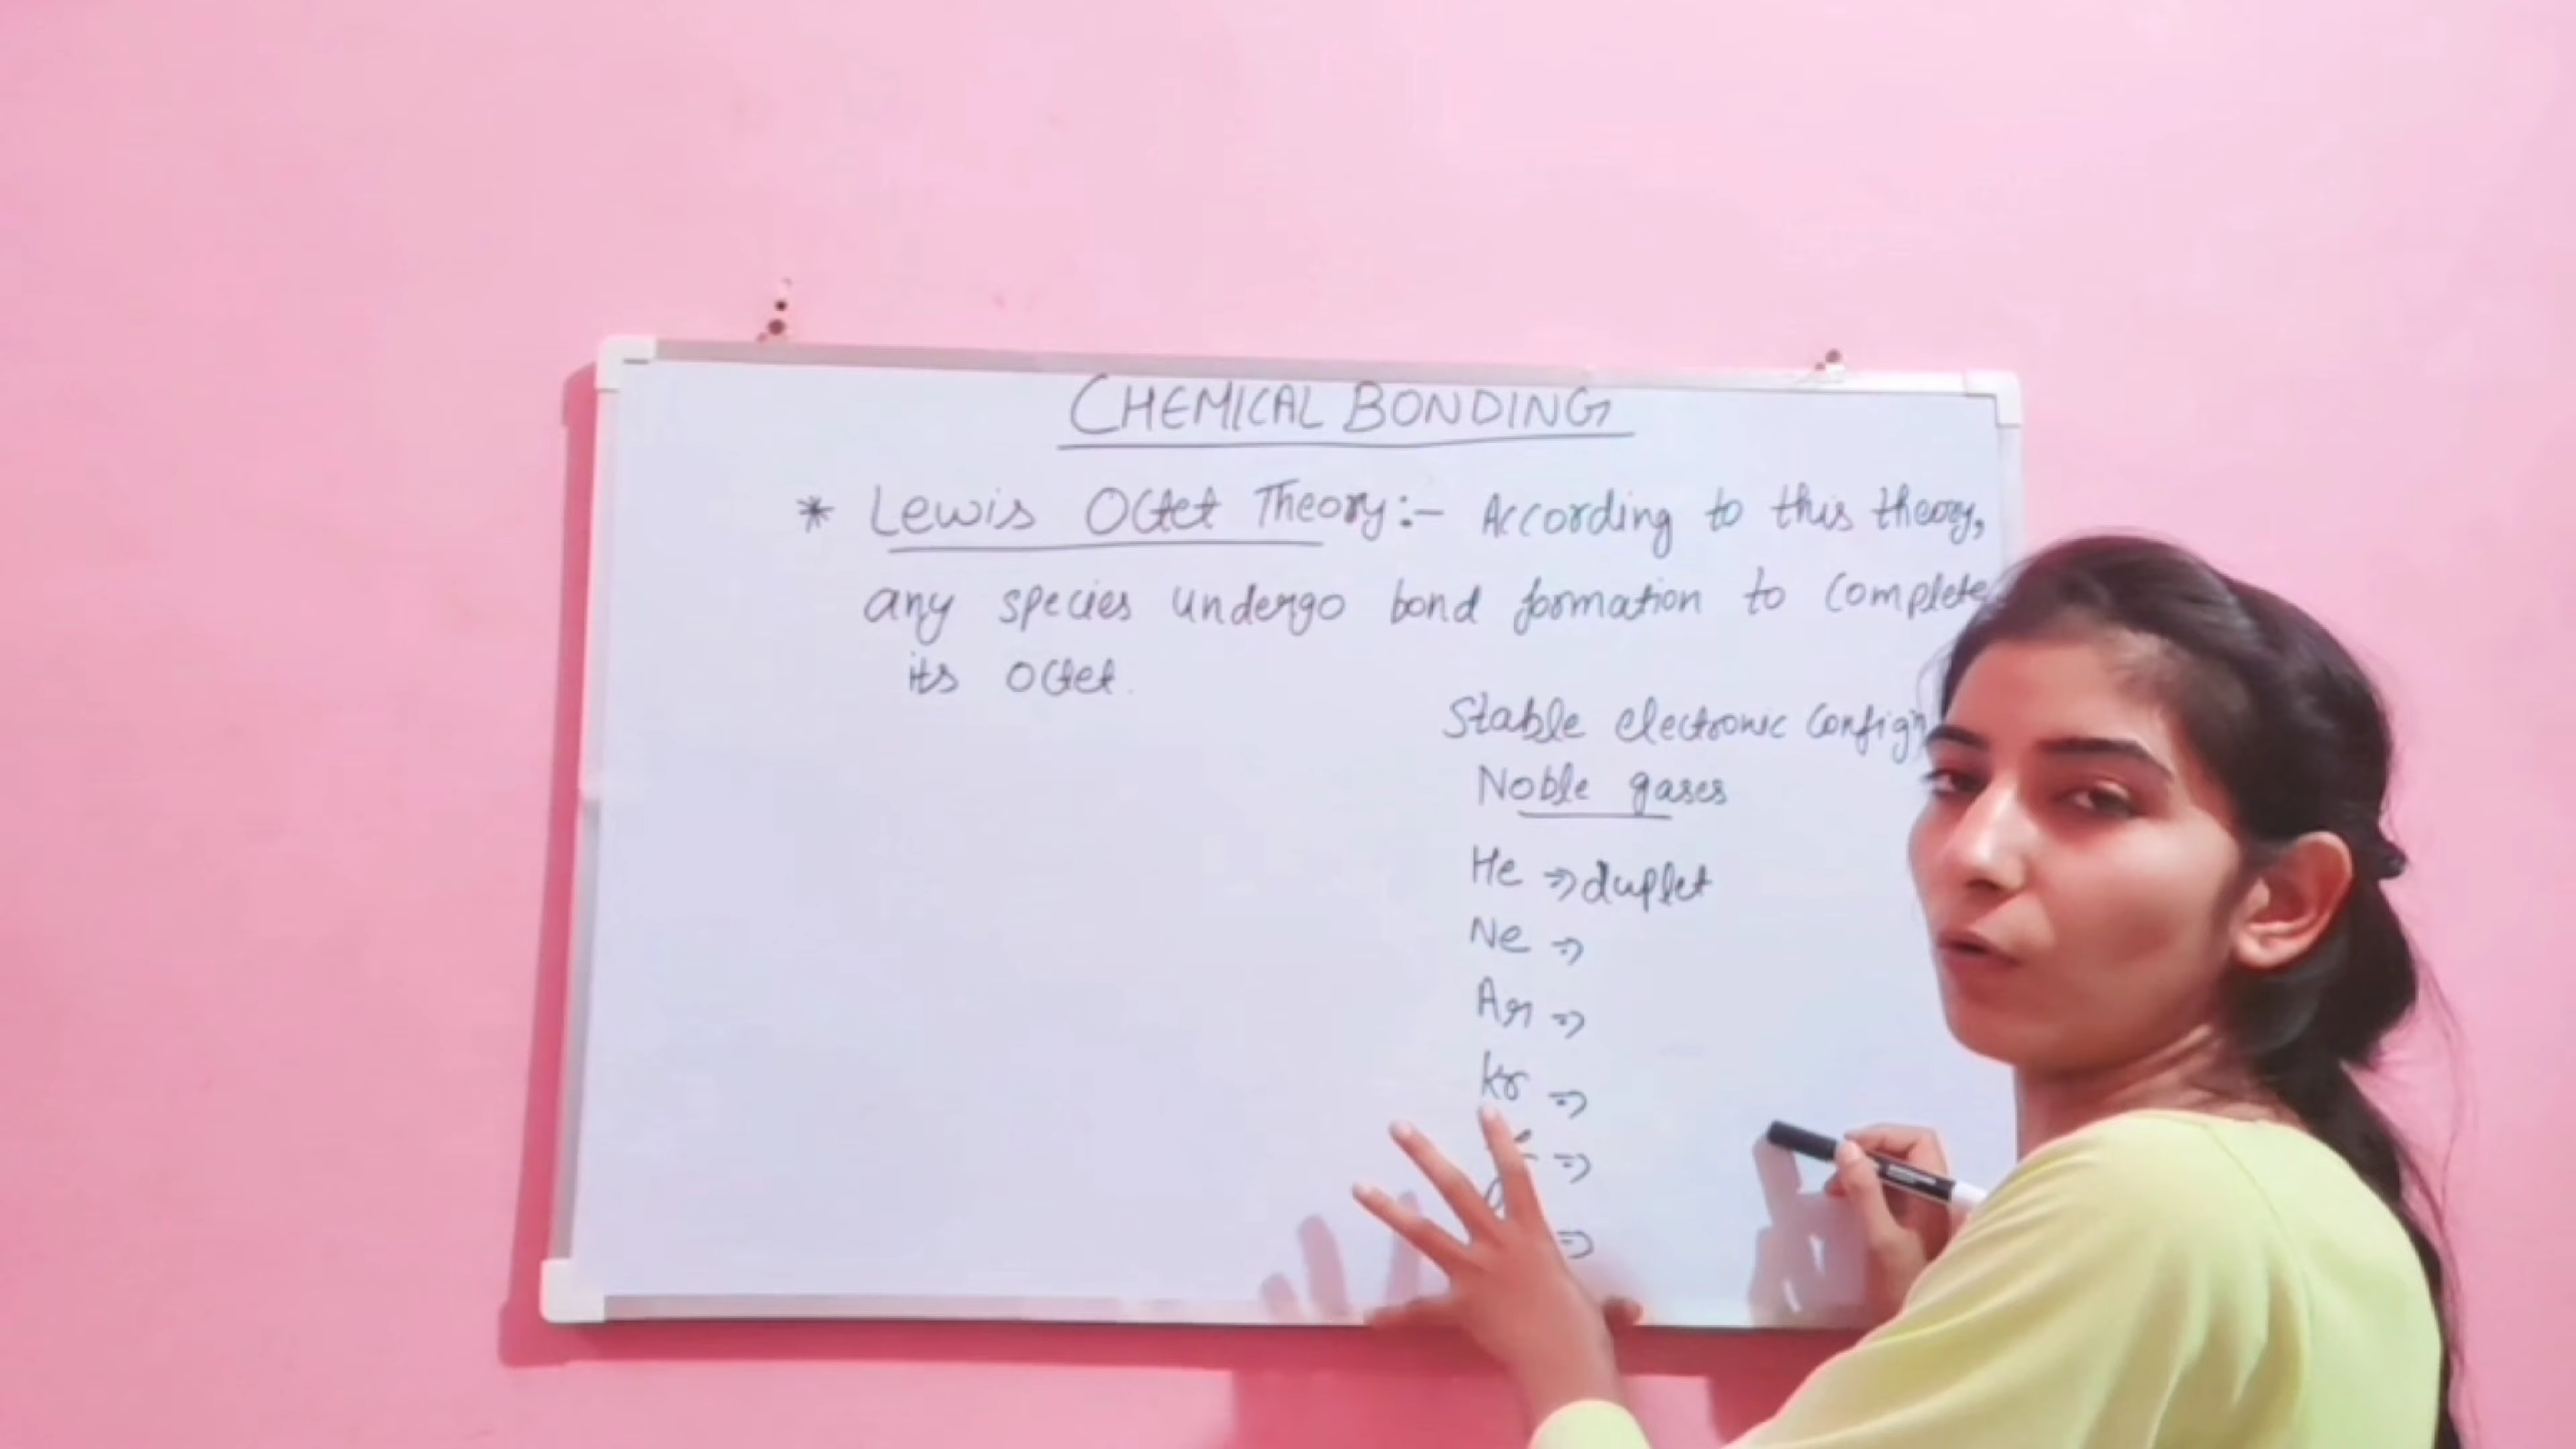 CHEMICAL BONDING
* Lewis Octet Theory:- According to this theory,
any species undergo bond formation to complete
its octet.
Stable electronic Config'n
Noble gases
He => duplet
Ne =>
Ar =>
Kr =>
=>
=>